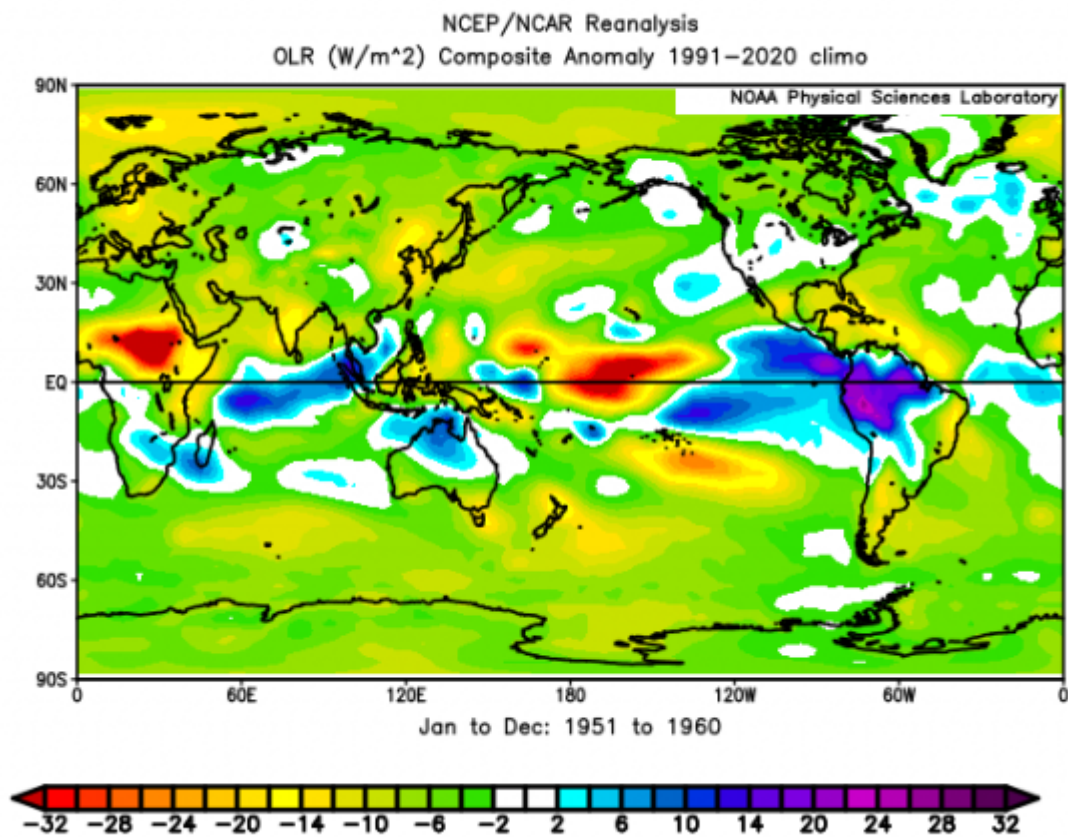 NCEP/NCAR Reanalysis
OLR (W/m^2) Composite Anomaly 1991-2020 climo
NOAA Physical Sciences Laboratory
90N
60N
30N
EQ
30S
60S
90S
0 60E 120E 180 120W 60W 0
Jan to Dec: 1951 to 1960
-32 -28 -24 -20 -14 -10 -6 -2 2 6 10 14 20 24 28 32